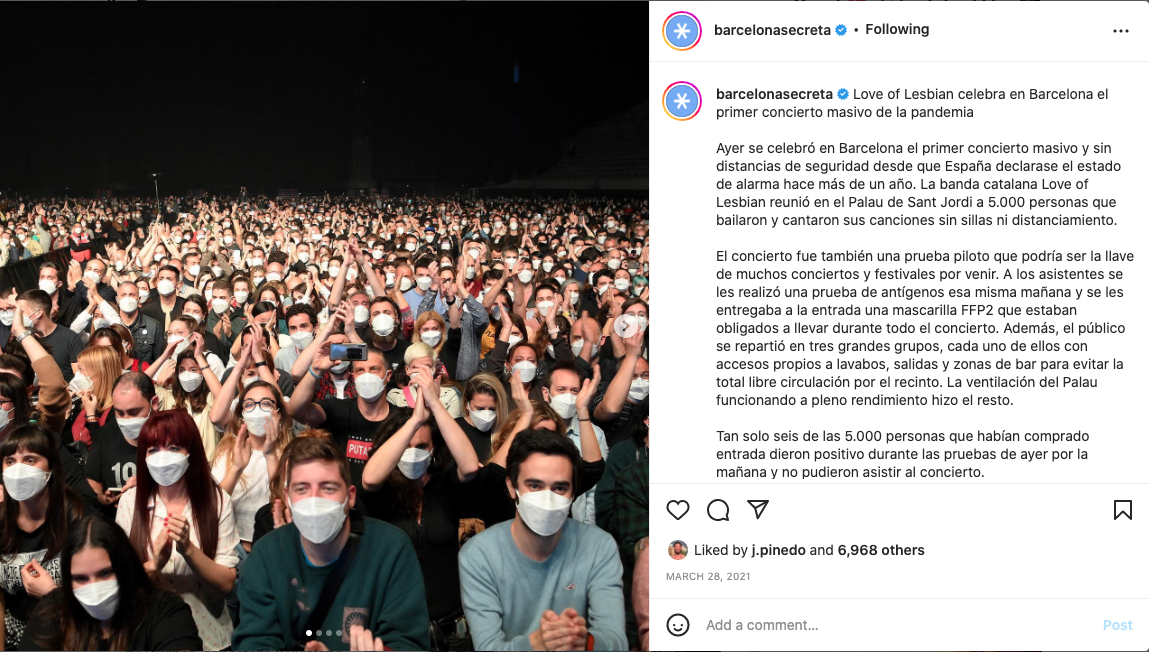 barcelonasecreta • Following
barcelonasecreta Love of Lesbian celebra en Barcelona el
primer concierto masivo de la pandemia
Ayer se celebró en Barcelona el primer concierto masivo y sin
distancias de seguridad desde que España declarase el estado
de alarma hace más de un año. La banda catalana Love of
Lesbian reunió en el Palau de Sant Jordi a 5.000 personas que
bailaron y cantaron sus canciones sin sillas ni distanciamiento.
El concierto fue también una prueba piloto que podría ser la llave
de muchos conciertos y festivales por venir. A los asistentes se
les realizó una prueba de antígenos esa misma mañana y se les
entregaba a la entrada una mascarilla FFP2 que estaban
obligados a llevar durante todo el concierto. Además, el público
se repartió en tres grandes grupos, cada uno de ellos con
accesos propios a lavabos, salidas y zonas de bar para evitar la
total libre circulación por el recinto. La ventilación del Palau
funcionando a pleno rendimiento hizo el resto.
Tan solo seis de las 5.000 personas que habían comprado
entrada dieron positivo durante las pruebas de ayer por la
mañana y no pudieron asistir al concierto.
Liked by j.pinedo and 6,968 others
MARCH 28, 2021
Add a comment...
Post
PUTA
10